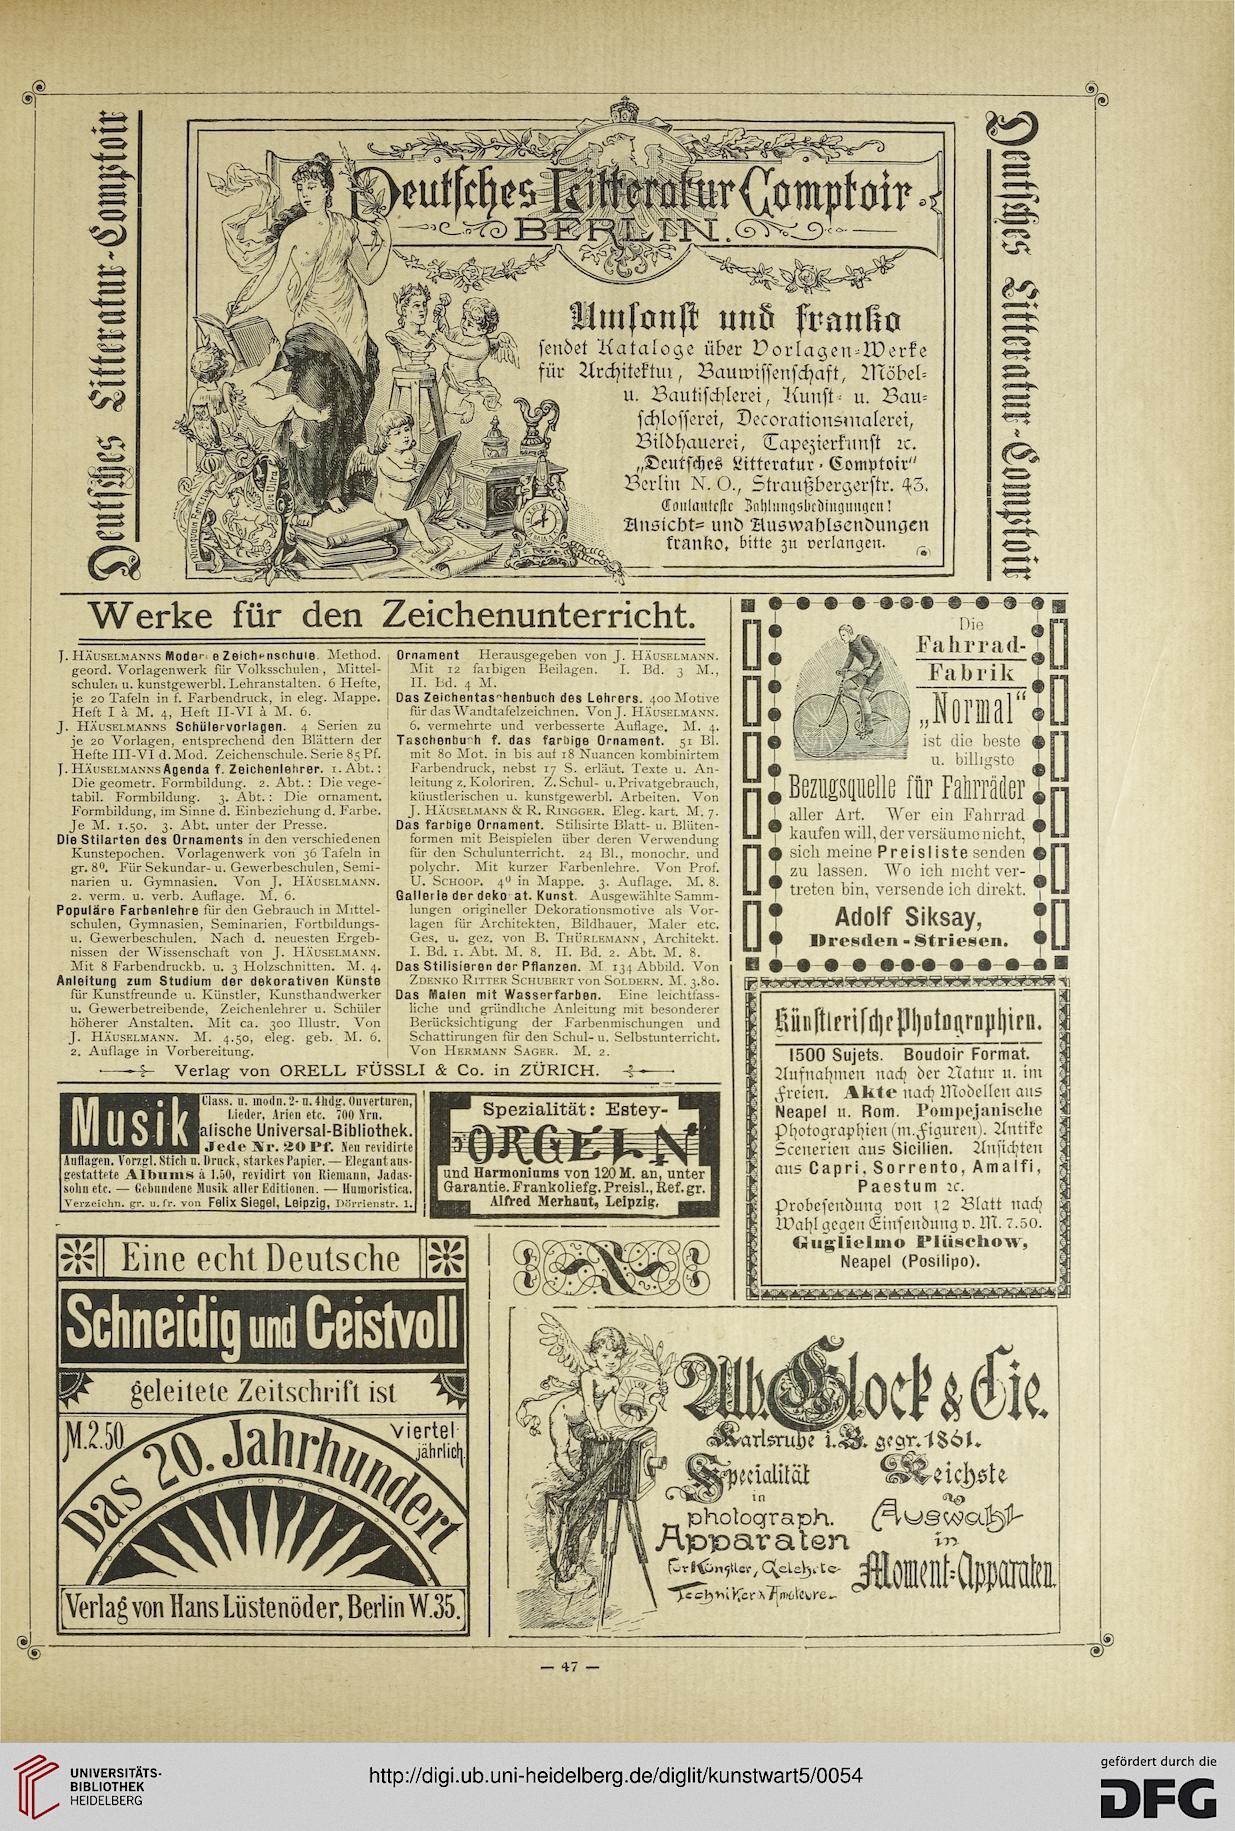 Deutsches Litteratur-Comptoir
Deutsches Litteratur Comptoir.
BERLIN.
Umsonst und franko
sendet Kataloge über Vorlagen-Werke
für Architektur, Bauwissenschaft, Möbel-
u. Bautischlerei, Kunst- u. Bau-
schlosserei, Decorationsmalerei,
Bildhauerei, Tapezierkunst ꝛc.
„Deutsches Litteratur-Comptoir“
Berlin N. O., Straußbergerstr. 43.
Coulanteste Zahlungsbedingungen!
Ansicht- und Auswahlsendungen
franko, bitte zu verlangen.
Deutsches Litteratur-Comptoir
Werke für den Zeichenunterricht.
J. HÄUSELMANNS Moderne Zeichenschule. Method.
geord. Vorlagenwerk für Volksschulen, Mittel-
schulen u. kunstgewerbl. Lehranstalten. 6 Hefte,
je 20 Tafeln in f. Farbendruck, in eleg. Mappe.
Heft I à M. 4, Heft II-VI à M. 6.
J. HÄUSELMANNS Schülervorlagen. 4 Serien zu
je 20 Vorlagen, entsprechend den Blättern der
Hefte III-VI d. Mod. Zeichenschule. Serie 85 Pf.
J. HÄUSELMANNS Agenda f. Zeichenlehrer. 1. Abt.:
Die geometr. Formbildung. 2. Abt.: Die vege-
tabil. Formbildung. 3. Abt.: Die ornament.
Formbildung, im Sinne d. Einbeziehung d. Farbe.
Je M. 1.50. 3. Abt. unter der Presse.
Die Stilarten des Ornaments in den verschiedenen
Kunstepochen. Vorlagenwerk von 36 Tafeln in
gr. 8⁰. Für Sekundar- u. Gewerbeschulen, Semi-
narien u. Gymnasien. Von J. HÄUSELMANN.
2. verm. u. verb. Auflage. M. 6.
Populäre Farbenlehre für den Gebrauch in Mittel-
schulen, Gymnasien, Seminarien, Fortbildungs-
u. Gewerbeschulen. Nach d. neuesten Ergeb-
nissen der Wissenschaft von J. HÄUSELMANN.
Mit 8 Farbendruckb. u. 3 Holzschnitten. M. 4.
Anleitung zum Studium der dekorativen Künste
für Kunstfreunde u. Künstler, Kunsthandwerker
u. Gewerbetreibende, Zeichenlehrer u. Schüler
höherer Anstalten. Mit ca. 300 Illustr. Von
J. HÄUSELMANN. M. 4.50, eleg. geb. M. 6.
2. Auflage in Vorbereitung.
Ornament Herausgegeben von J. HÄUSELMANN.
Mit 12 farbigen Beilagen. I. Bd. 3 M.,
II. Bd. 4 M.
Das Zeichentaschenbuch des Lehrers. 400 Motive
für das Wandtafelzeichnen. Von J. HÄUSELMANN.
6. vermehrte und verbesserte Auflage. M. 4.
Taschenbuch f. das farbige Ornament. 51 Bl.
mit 80 Mot. in bis auf 18 Nuancen kombinirtem
Farbendruck, nebst 17 S. erläut. Texte u. An-
leitung z. Koloriren. Z. Schul- u. Privatgebrauch,
künstlerischen u. kunstgewerbl. Arbeiten. Von
J. HÄUSELMANN & R. RINGGER. Eleg. kart. M. 7.
Das farbige Ornament. Stilisirte Blatt- u. Blüten-
formen mit Beispielen über deren Verwendung
für den Schulunterricht. 24 Bl., monochr. und
polychr. Mit kurzer Farbenlehre. Von Prof.
U. SCHOOP. 4⁰ in Mappe. 3. Auflage. M. 8.
Gallerie der dekorat. Kunst. Ausgewählte Samm-
lungen origineller Dekorationsmotive als Vor-
lagen für Architekten, Bildhauer, Maler etc.
Ges. u. gez. von B. THÜRLEMANN, Architekt.
I. Bd. 1. Abt. M. 8. II. Bd. 2. Abt. M. 8.
Das Stilisieren der Pflanzen. M. 134 Abbild. Von
ZDENKO RITTER SCHUBERT VON SOLDERN. M. 3.80.
Das Malen mit Wasserfarben. Eine leichtfass-
liche und gründliche Anleitung mit besonderer
Berücksichtigung der Farbenmischungen und
Schattirungen für den Schul- u. Selbstunterricht.
Von HERMANN SAGER. M. 2.
Verlag von ORELL FÜSSLI & Co. in ZÜRICH.
Die
Fahrrad-
Fabrik
„Normal“
ist die beste
u. billigste
Bezugsquelle für Fahrräder
aller Art. Wer ein Fahrrad
kaufen will, der versäume nicht,
sich meine Preisliste senden
zu lassen. Wo ich nicht ver-
treten bin, versende ich direkt.
Adolf Siksay,
Dresden-Striesen.
Künstlerische Photographien.
1500 Sujets. Boudoir Format.
Aufnahmen nach der Natur u. im
Freien. Akte nach Modellen aus
Neapel u. Rom. Pompejanische
Photographien (m. Figuren). Antike
Scenerien aus Sicilien. Ansichten
aus Capri, Sorrento, Amalfi,
Paestum ꝛc.
Probesendung von 12 Blatt nach
Wahl gegen Einsendung v. M. 7.50.
Guglielmo Plüschow,
Neapel (Posilipo).
Musik
Class. u. modn. 2- u. 4hdg. Ouverturen,
Lieder, Arien etc. 700 Nrn.
alische Universal-Bibliothek.
Jede Nr. 20 Pf. Neu revidirte
Auflagen. Vorzgl. Stich u. Druck, starkes Papier. — Elegant aus-
gestattete Albums à 1.50, revidirt von Riemann, Jadas-
sohn etc. — Gebundene Musik aller Editionen. — Humoristica.
Verzeichn. gr. u. fr. von Felix Siegel, Leipzig, Dörrienstr. 1.
Spezialität: Estey-
ORGELN
und Harmoniums von 120 M. an, unter
Garantie. Frankoliefg. Preisl., Ref. gr.
Alfred Merhaut, Leipzig.
Eine echt Deutsche
Schneidig und Geistvoll
geleitete Zeitschrift ist
M. 2.50
viertel-
jährlich.
Das 20. Jahrhundert
Verlag von Hans Lüstenöder, Berlin W. 35.
Alb. Glock & Cie.
Karlsruhe i. B. gegr. 1861.
Specialität
in
photograph.
Apparaten
für Künstler, Gelehrte
Techniker & Amateure.
Reichste
Auswahl
in
Moment-Apparaten.
— 47 —
UNIVERSITÄTS-
BIBLIOTHEK
HEIDELBERG
http://digi.ub.uni-heidelberg.de/diglit/kunstwart5/0054
gefördert durch die
DFG